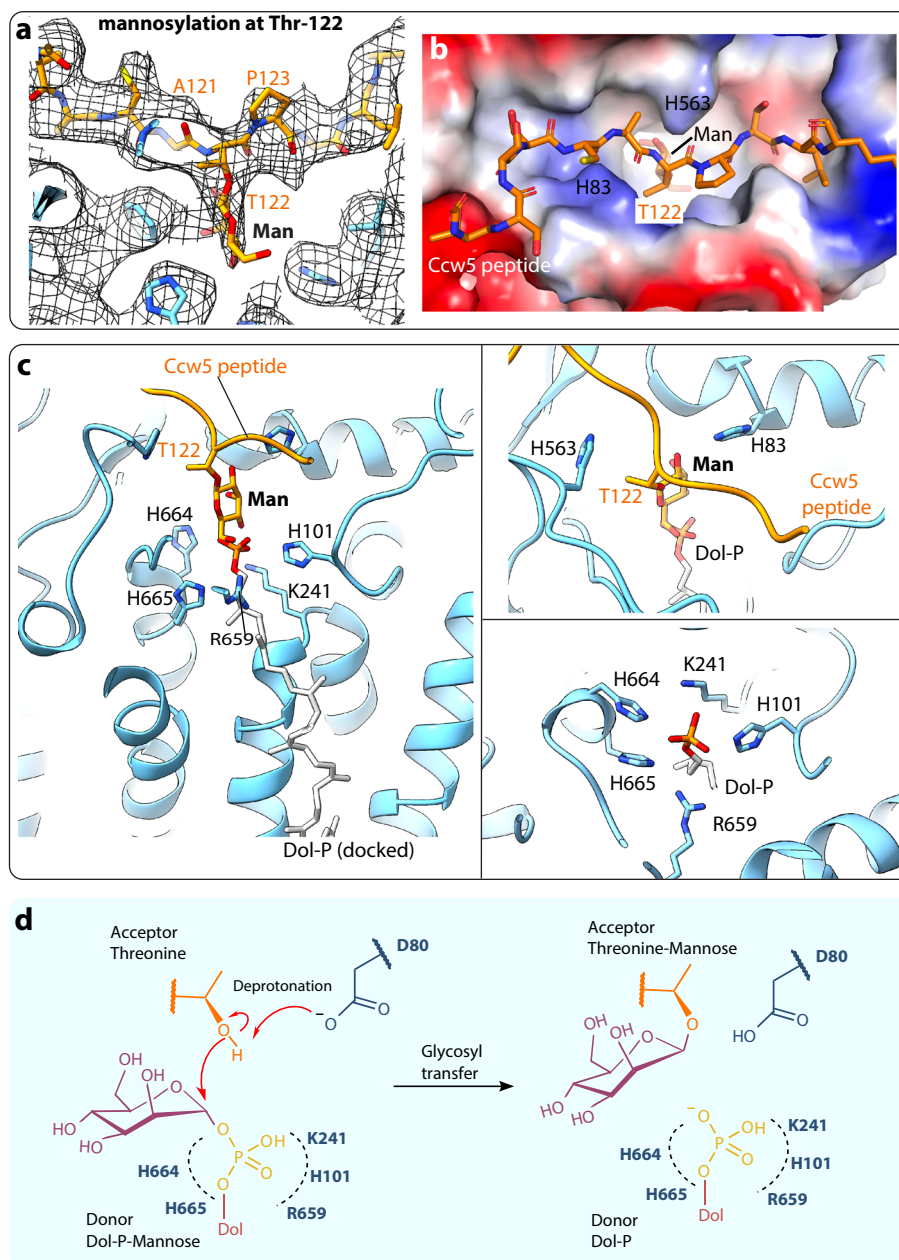 a
mannosylation at Thr-122
A121
P123
T122
Man
b
H563
Man
H83
T122
Ccw5 peptide
c
Ccw5 peptide
T122
Man
H664
H101
H665
K241
R659
Dol-P (docked)
H563
H83
Man
T122
Ccw5
peptide
Dol-P
K241
H664
H101
H665
Dol-P
R659
d
Acceptor
Threonine
D80
Deprotonation
−O
O
OH
O
H
OH
OH
O
HO
HO
O
OH
P
O
O
Dol
K241
H664
H101
H665
R659
Donor
Dol-P-Mannose
Glycosyl
transfer
Acceptor
Threonine-Mannose
D80
O
HO
O
OH
OH
O
HO
HO
−O
OH
P
O
O
Dol
K241
H664
H101
H665
R659
Donor
Dol-P